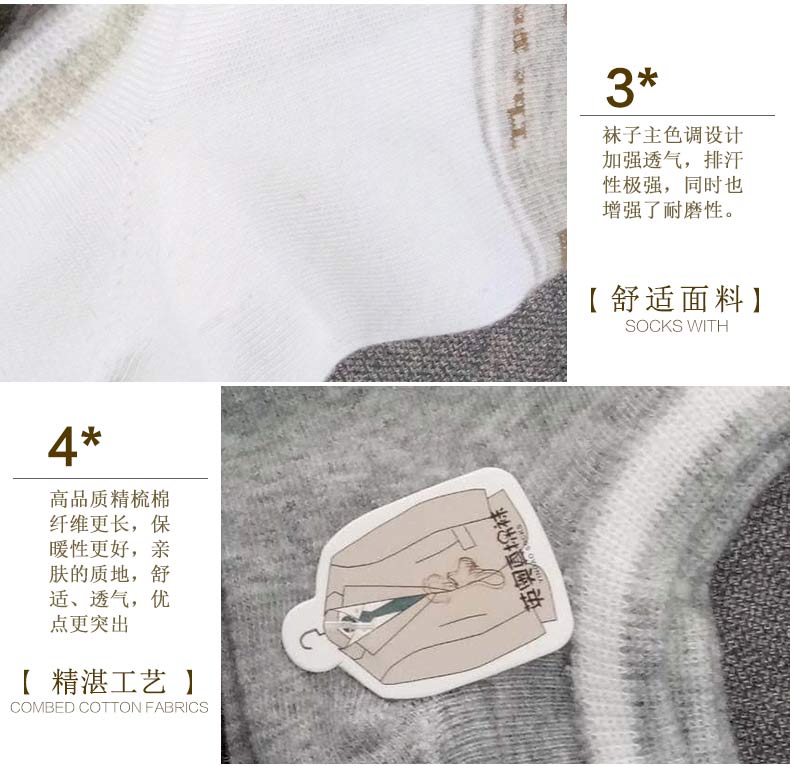 3*
袜子主色调设计
加强透气，排汗
性极强，同时也
增强了耐磨性。
【舒适面料】
SOCKS WITH
4*
高品质精梳棉
纤维更长，保
暖性更好，亲
肤的质地，舒
适、透气，优
点更突出
【 精湛工艺 】
COMBED COTTON FABRICS